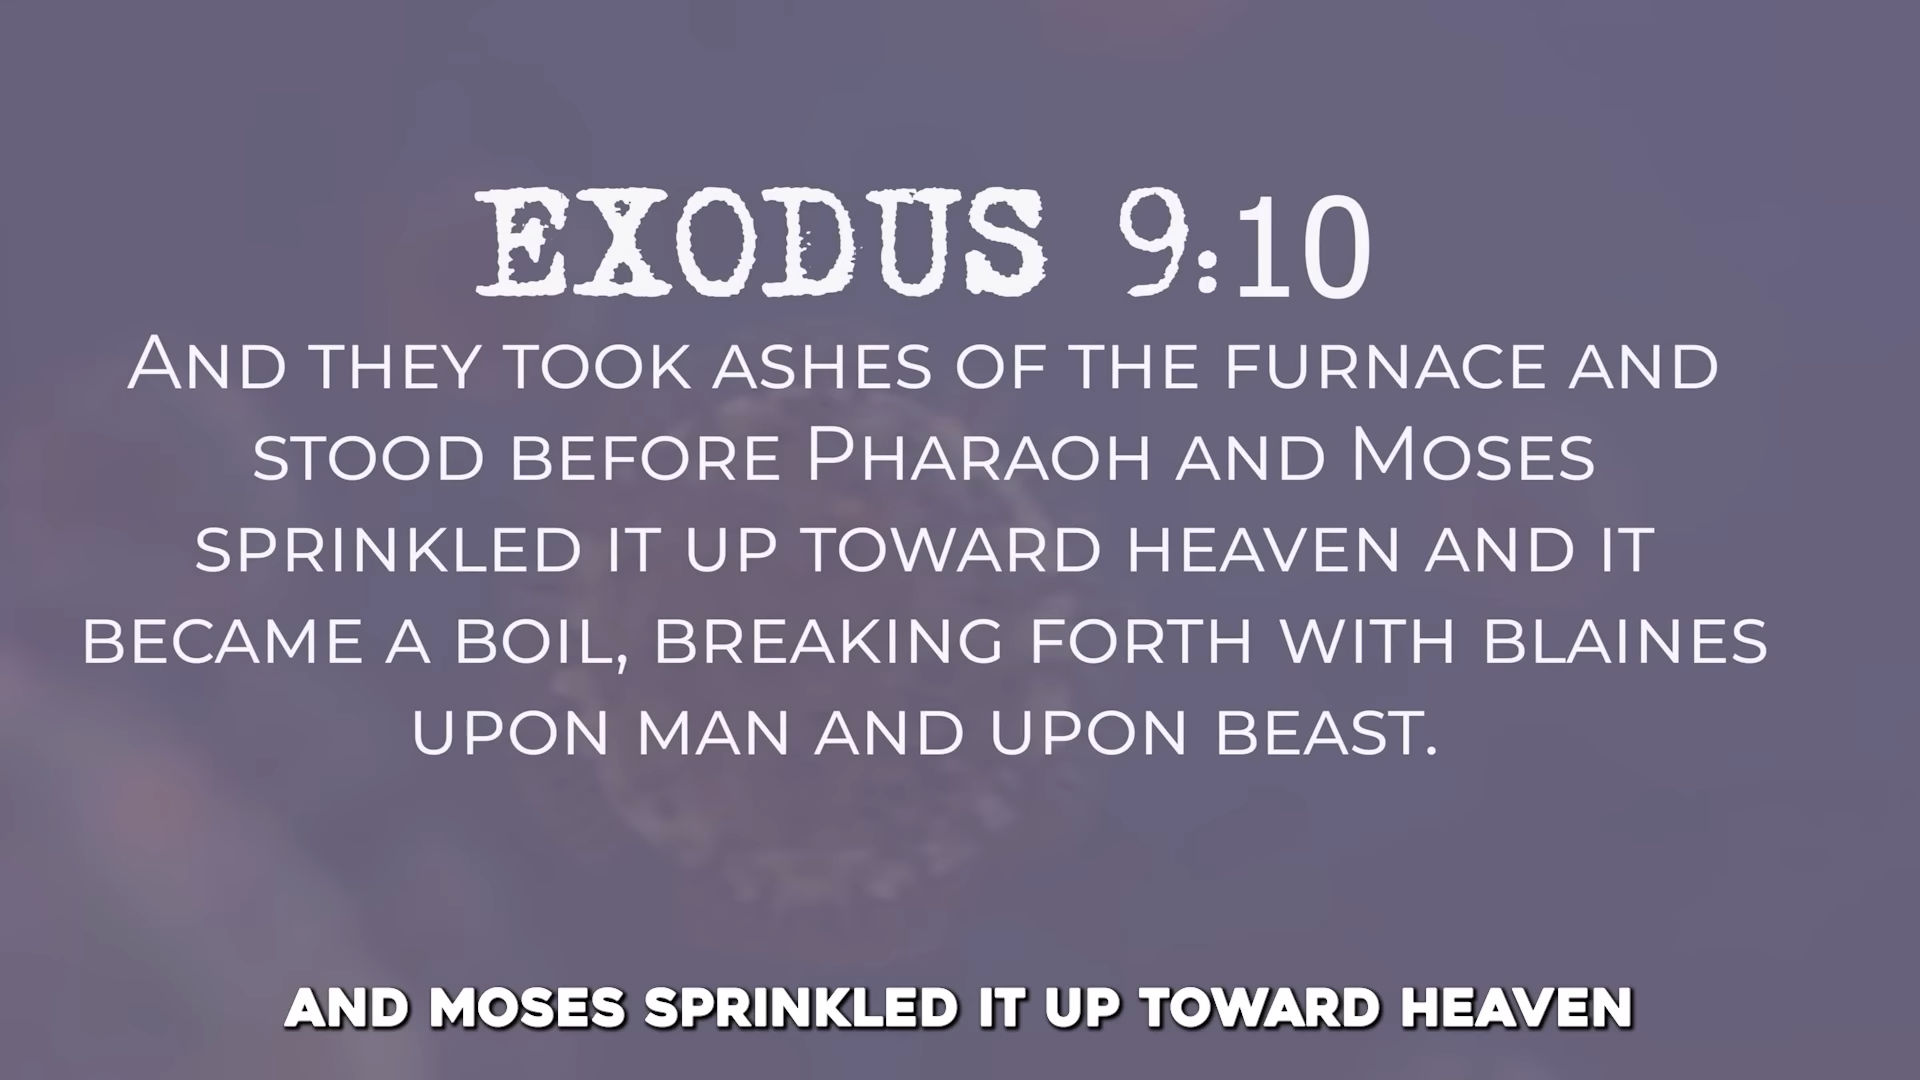 EXODUS 9:10
AND THEY TOOK ASHES OF THE FURNACE AND
STOOD BEFORE PHARAOH AND MOSES
SPRINKLED IT UP TOWARD HEAVEN AND IT
BECAME A BOIL, BREAKING FORTH WITH BLAINES
UPON MAN AND UPON BEAST.
AND MOSES SPRINKLED IT UP TOWARD HEAVEN